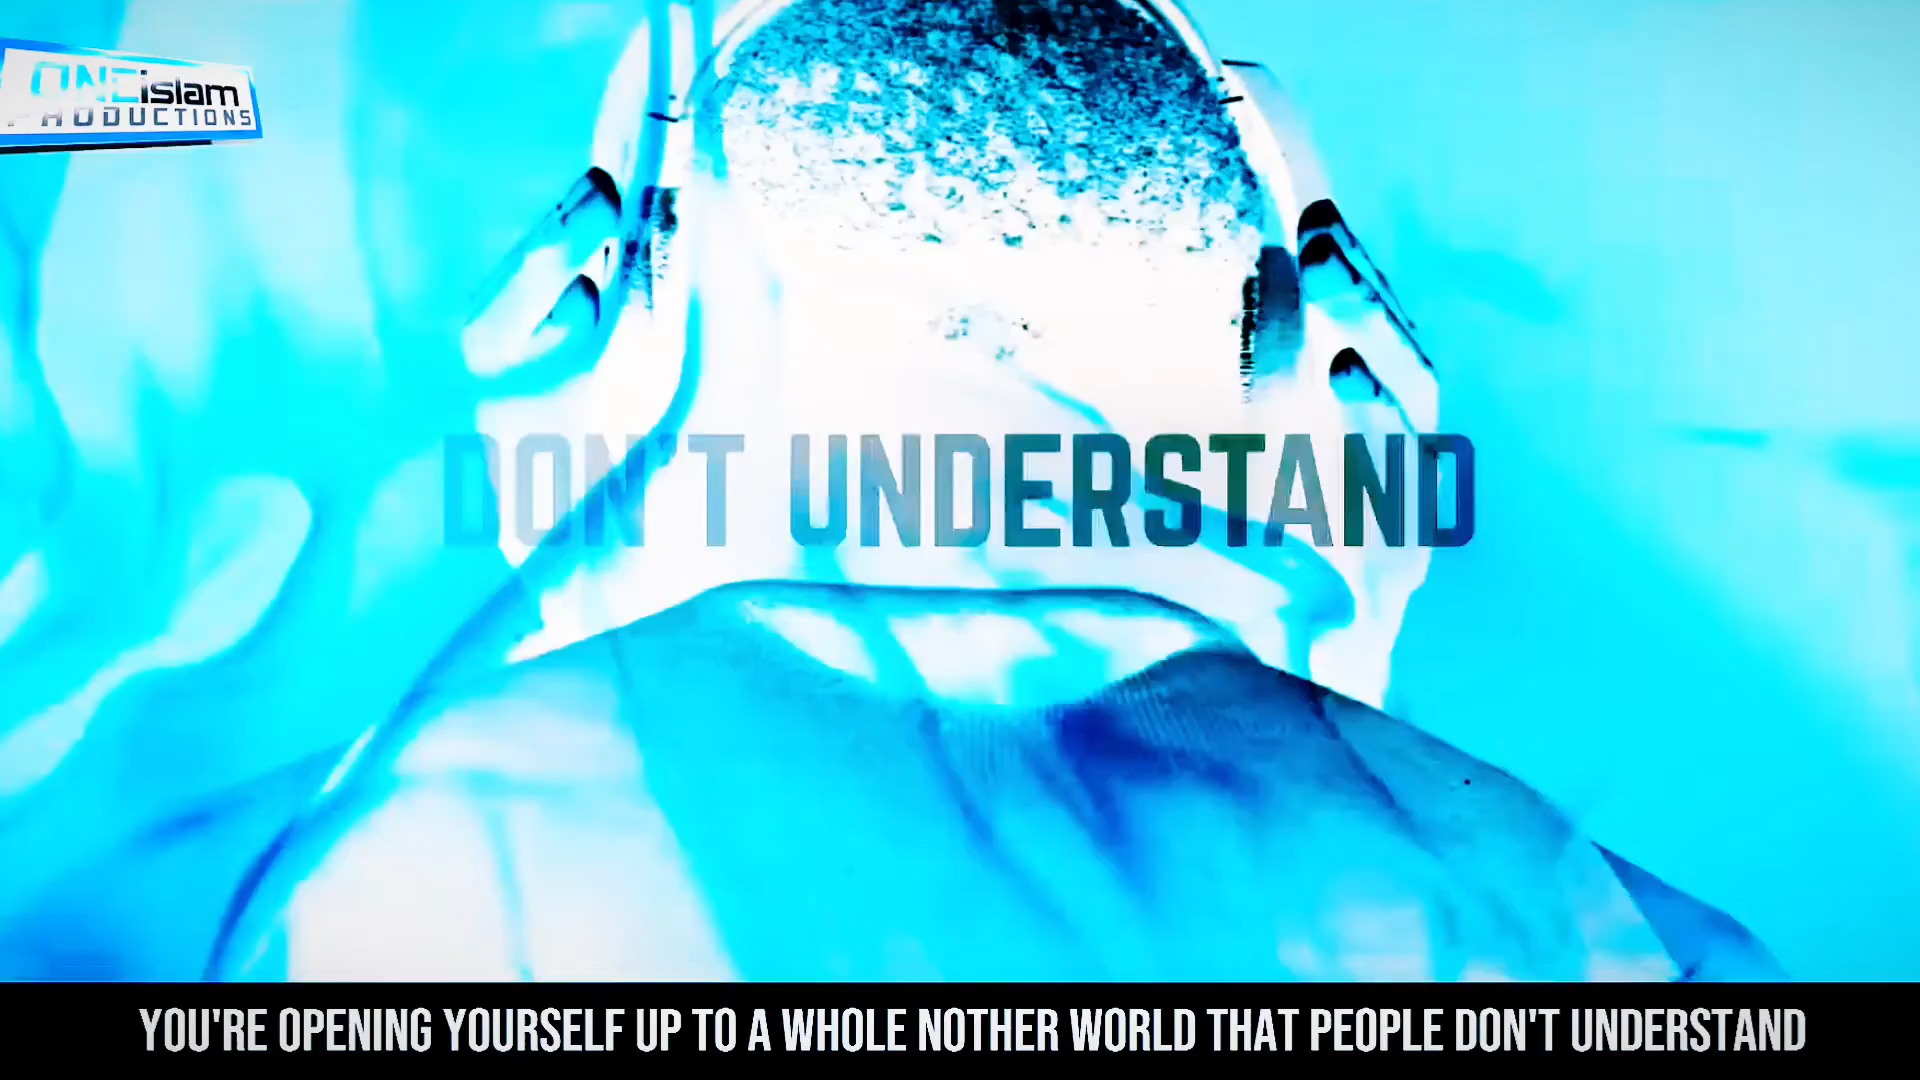 ONEislam
PRODUCTIONS
DON'T UNDERSTAND
YOU'RE OPENING YOURSELF UP TO A WHOLE NOTHER WORLD THAT PEOPLE DON'T UNDERSTAND